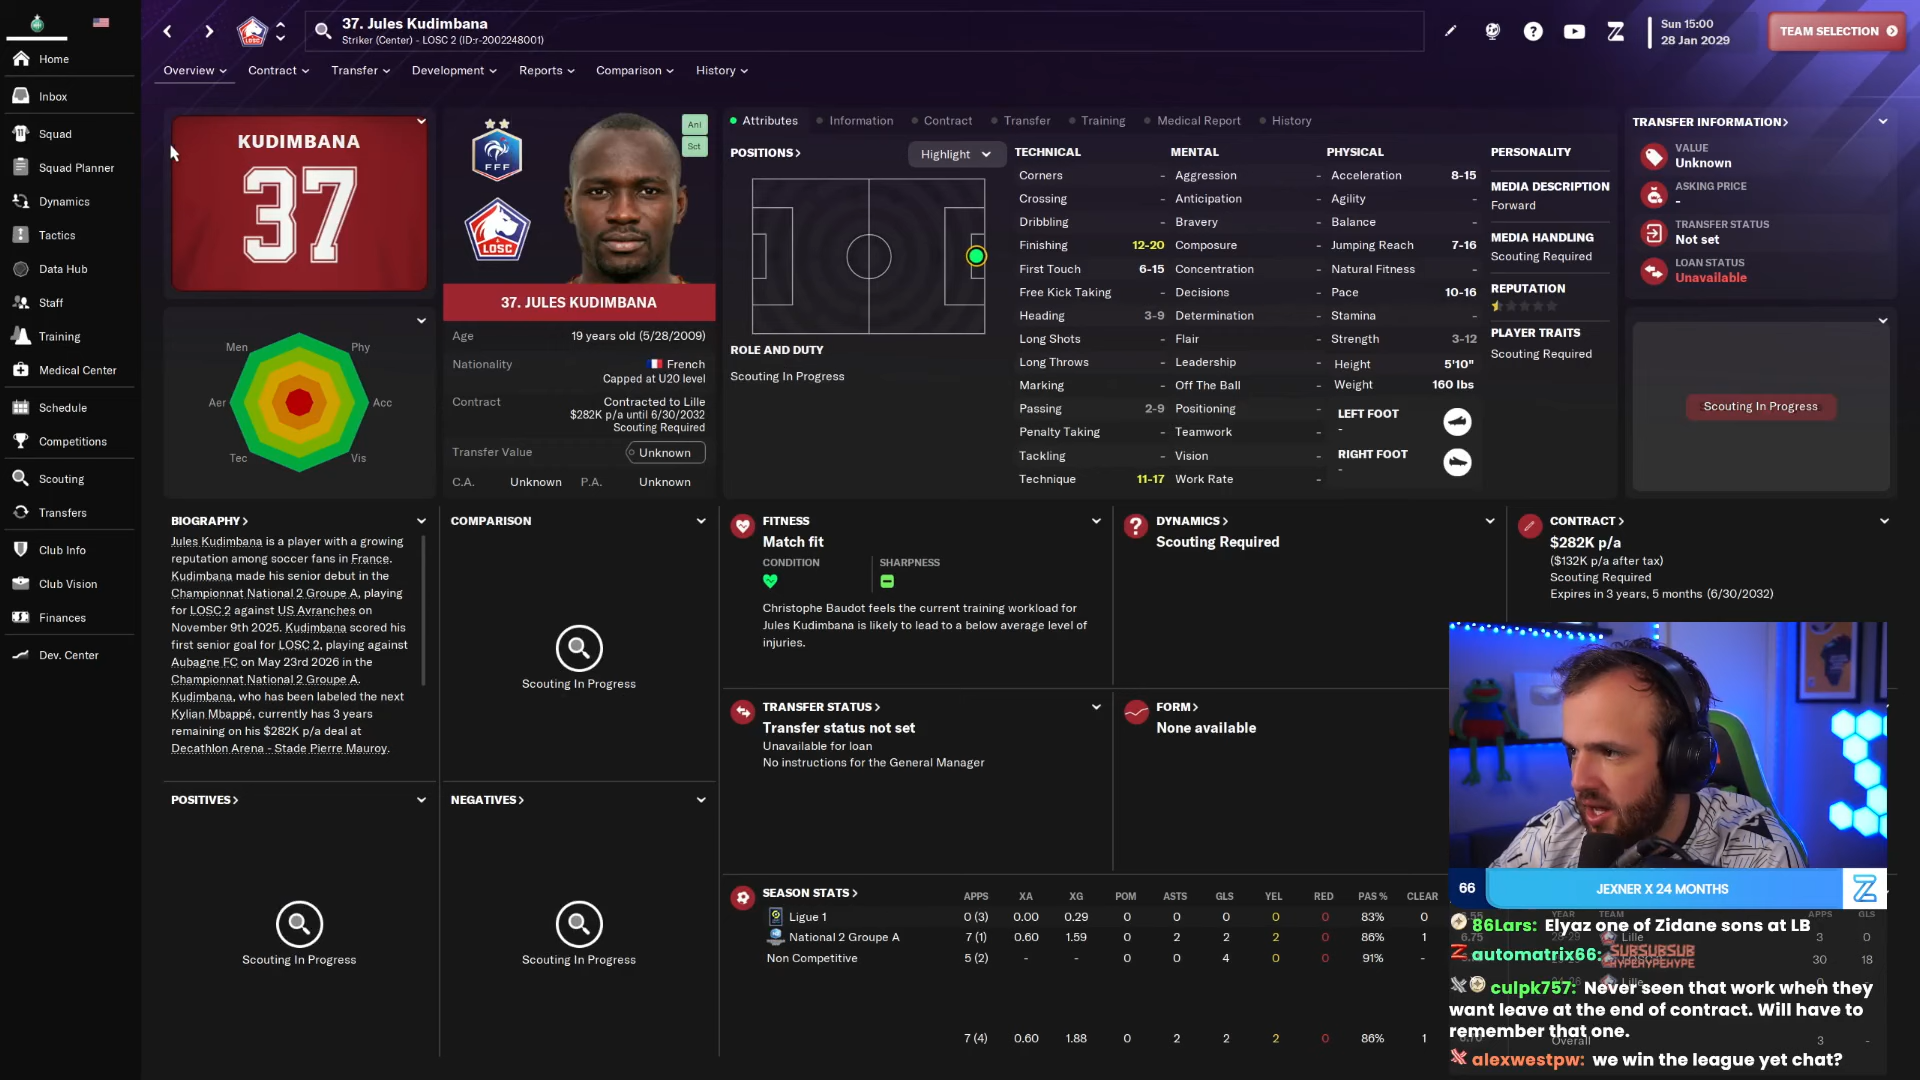 37. Jules Kudimbana
Striker (Center) - LOSC 2 (ID:r-2002248001)
Sun 15:00
28 Jan 2029
TEAM SELECTION
Overview
Contract
Transfer
Development
Reports
Comparison
History
Home
Inbox
Squad
Squad Planner
Dynamics
Tactics
Data Hub
Staff
Training
Medical Center
Schedule
Competitions
Scouting
Transfers
Club Info
Club Vision
Finances
Dev. Center
KUDIMBANA
37
Men
Phy
Aer
Acc
Tec
Vis
FFF
LOSC
Anl
Sct
37. JULES KUDIMBANA
Age 19 years old (5/28/2009)
Nationality French
Capped at U20 level
Contract Contracted to Lille
$282K p/a until 6/30/2032
Scouting Required
Transfer Value Unknown
C.A. Unknown P.A. Unknown
Attributes
Information
Contract
Transfer
Training
Medical Report
History
POSITIONS
Highlight
ROLE AND DUTY
Scouting In Progress
TECHNICAL
Corners -
Crossing -
Dribbling -
Finishing 12-20
First Touch 6-15
Free Kick Taking -
Heading 3-9
Long Shots -
Long Throws -
Marking -
Passing 2-9
Penalty Taking -
Tackling -
Technique 11-17
MENTAL
Aggression -
Anticipation -
Bravery -
Composure -
Concentration -
Decisions -
Determination -
Flair -
Leadership -
Off The Ball -
Positioning -
Teamwork -
Vision -
Work Rate -
PHYSICAL
Acceleration 8-15
Agility -
Balance -
Jumping Reach 7-16
Natural Fitness -
Pace 10-16
Stamina -
Strength 3-12
Height 5'10"
Weight 160 lbs
LEFT FOOT
-
RIGHT FOOT
-
PERSONALITY
MEDIA DESCRIPTION
Forward
MEDIA HANDLING
Scouting Required
REPUTATION
PLAYER TRAITS
Scouting Required
TRANSFER INFORMATION
VALUE
Unknown
ASKING PRICE
-
TRANSFER STATUS
Not set
LOAN STATUS
Unavailable
Scouting In Progress
BIOGRAPHY
Jules Kudimbana is a player with a growing
reputation among soccer fans in France.
Kudimbana made his senior debut in the
Championnat National 2 Groupe A, playing
for LOSC 2 against US Avranches on
November 9th 2025. Kudimbana scored his
first senior goal for LOSC 2, playing against
Aubagne FC on May 23rd 2026 in the
Championnat National 2 Groupe A.
Kudimbana, who has been labeled the next
Kylian Mbappé, currently has 3 years
remaining on his $282K p/a deal at
Decathlon Arena - Stade Pierre Mauroy.
COMPARISON
Scouting In Progress
POSITIVES
Scouting In Progress
NEGATIVES
Scouting In Progress
FITNESS
Match fit
CONDITION
SHARPNESS
Christophe Baudot feels the current training workload for
Jules Kudimbana is likely to lead to a below average level of
injuries.
DYNAMICS
Scouting Required
CONTRACT
$282K p/a
($132K p/a after tax)
Scouting Required
Expires in 3 years, 5 months (6/30/2032)
TRANSFER STATUS
Transfer status not set
Unavailable for loan
No instructions for the General Manager
FORM
None available
SEASON STATS APPS XA XG POM ASTS GLS YEL RED PAS % CLEAR
Ligue 1 0 (3) 0.00 0.29 0 0 0 0 0 83% 0
National 2 Groupe A 7 (1) 0.60 1.59 0 2 2 2 0 86% 1
Non Competitive 5 (2) - - 0 0 4 0 0 91% -
7 (4) 0.60 1.88 0 2 2 2 0 86% 1
66 JEXNER X 24 MONTHS
YEAR TEAM APPS GLS
86Lars: Elyaz one of Zidane sons at LB
Lille 3 0
automatrix66: SUBSUBSUB
HYPEHYPEHYPE
30 18
Lille
culpk757: Never seen that work when they
want leave at the end of contract. Will have to
remember that one.
Overall 3 -
alexwestpw: we win the league yet chat?